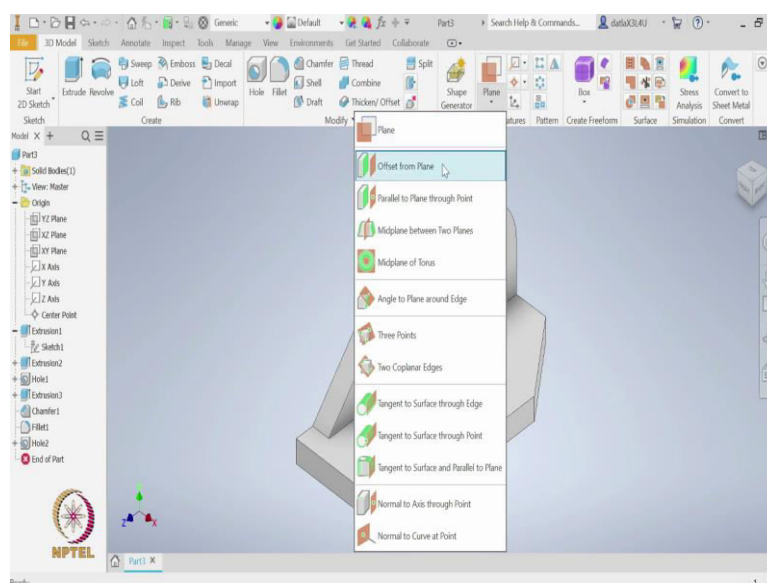 Generic
Default
Part3
Search Help & Commands...
datlaX3L4U
File
3D Model
Sketch
Annotate
Inspect
Tools
Manage
View
Environments
Get Started
Collaborate
Start
2D Sketch
Extrude
Revolve
Sweep
Emboss
Decal
Loft
Derive
Import
Coil
Rib
Unwrap
Hole
Fillet
Chamfer
Thread
Split
Shell
Combine
Draft
Thicken/ Offset
Shape
Generator
Plane
Box
Stress
Analysis
Convert to
Sheet Metal
Sketch
Create
Modify
atures
Pattern
Create Freeform
Surface
Simulation
Convert
Model X +
Part3
Solid Bodies(1)
View: Master
Origin
YZ Plane
XZ Plane
XY Plane
X Axis
Y Axis
Z Axis
Center Point
Extrusion1
Sketch1
Extrusion2
Hole1
Extrusion3
Chamfer1
Fillet1
Hole2
End of Part
Plane
Offset from Plane
Parallel to Plane through Point
Midplane between Two Planes
Midplane of Torus
Angle to Plane around Edge
Three Points
Two Coplanar Edges
Tangent to Surface through Edge
Tangent to Surface through Point
Tangent to Surface and Parallel to Plane
Normal to Axis through Point
Normal to Curve at Point
Z
X
NPTEL
Part3 X